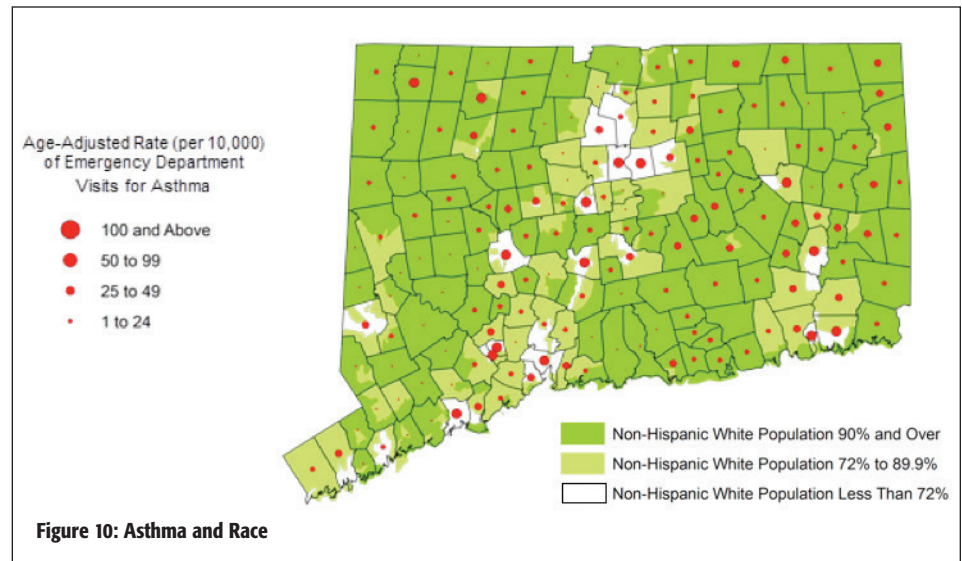 Age-Adjusted Rate (per 10,000)
of Emergency Department
Visits for Asthma
100 and Above
50 to 99
25 to 49
1 to 24
Non-Hispanic White Population 90% and Over
Non-Hispanic White Population 72% to 89.9%
Non-Hispanic White Population Less Than 72%
Figure 10: Asthma and Race